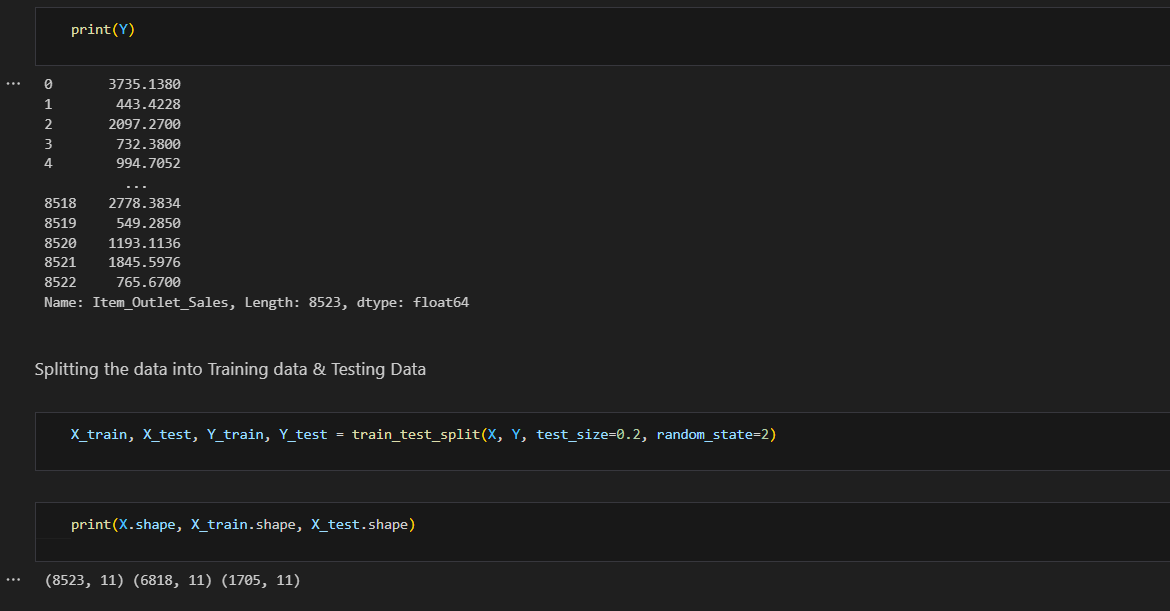 print(Y)
...
0       3735.1380
1        443.4228
2       2097.2700
3        732.3800
4        994.7052
          ...
8518    2778.3834
8519     549.2850
8520    1193.1136
8521    1845.5976
8522     765.6700
Name: Item_Outlet_Sales, Length: 8523, dtype: float64
Splitting the data into Training data & Testing Data
X_train, X_test, Y_train, Y_test = train_test_split(X, Y, test_size=0.2, random_state=2)
print(X.shape, X_train.shape, X_test.shape)
...
(8523, 11) (6818, 11) (1705, 11)